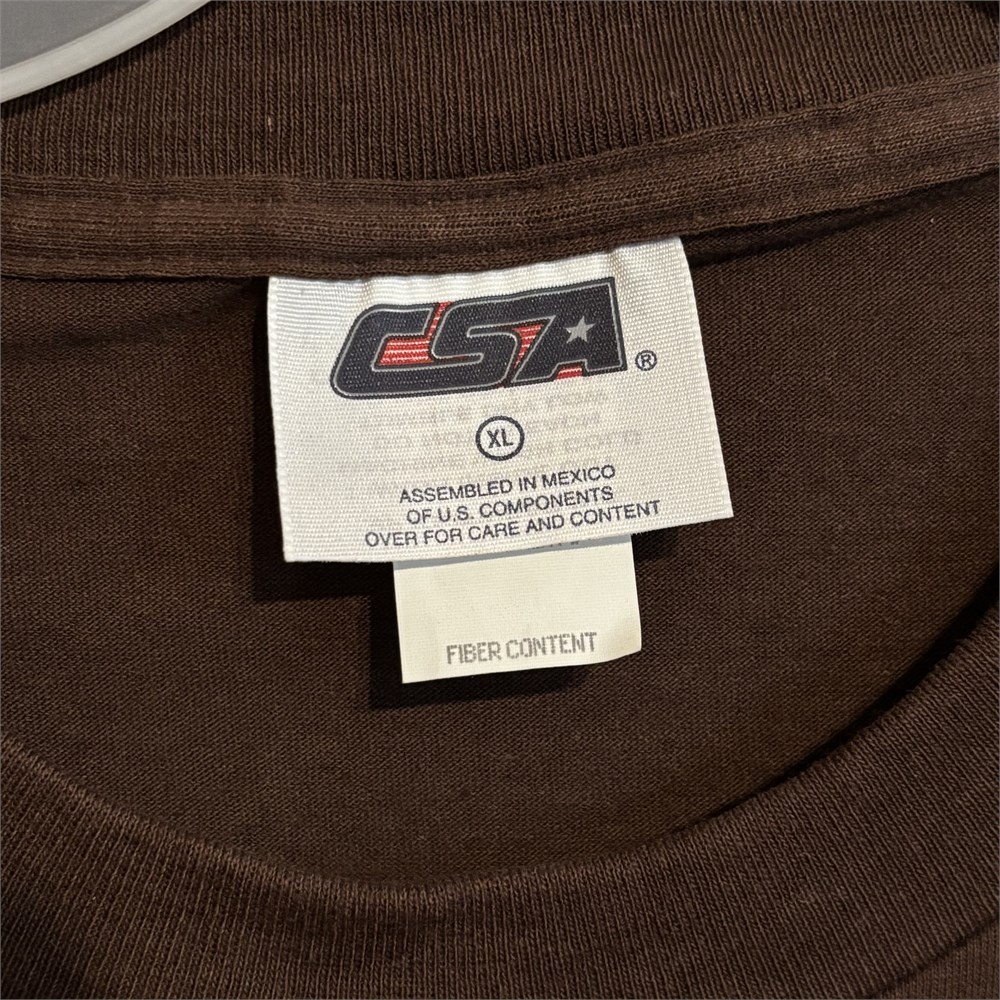 CSA®
XL
ASSEMBLED IN MEXICO
OF U.S. COMPONENTS
OVER FOR CARE AND CONTENT
FIBER CONTENT